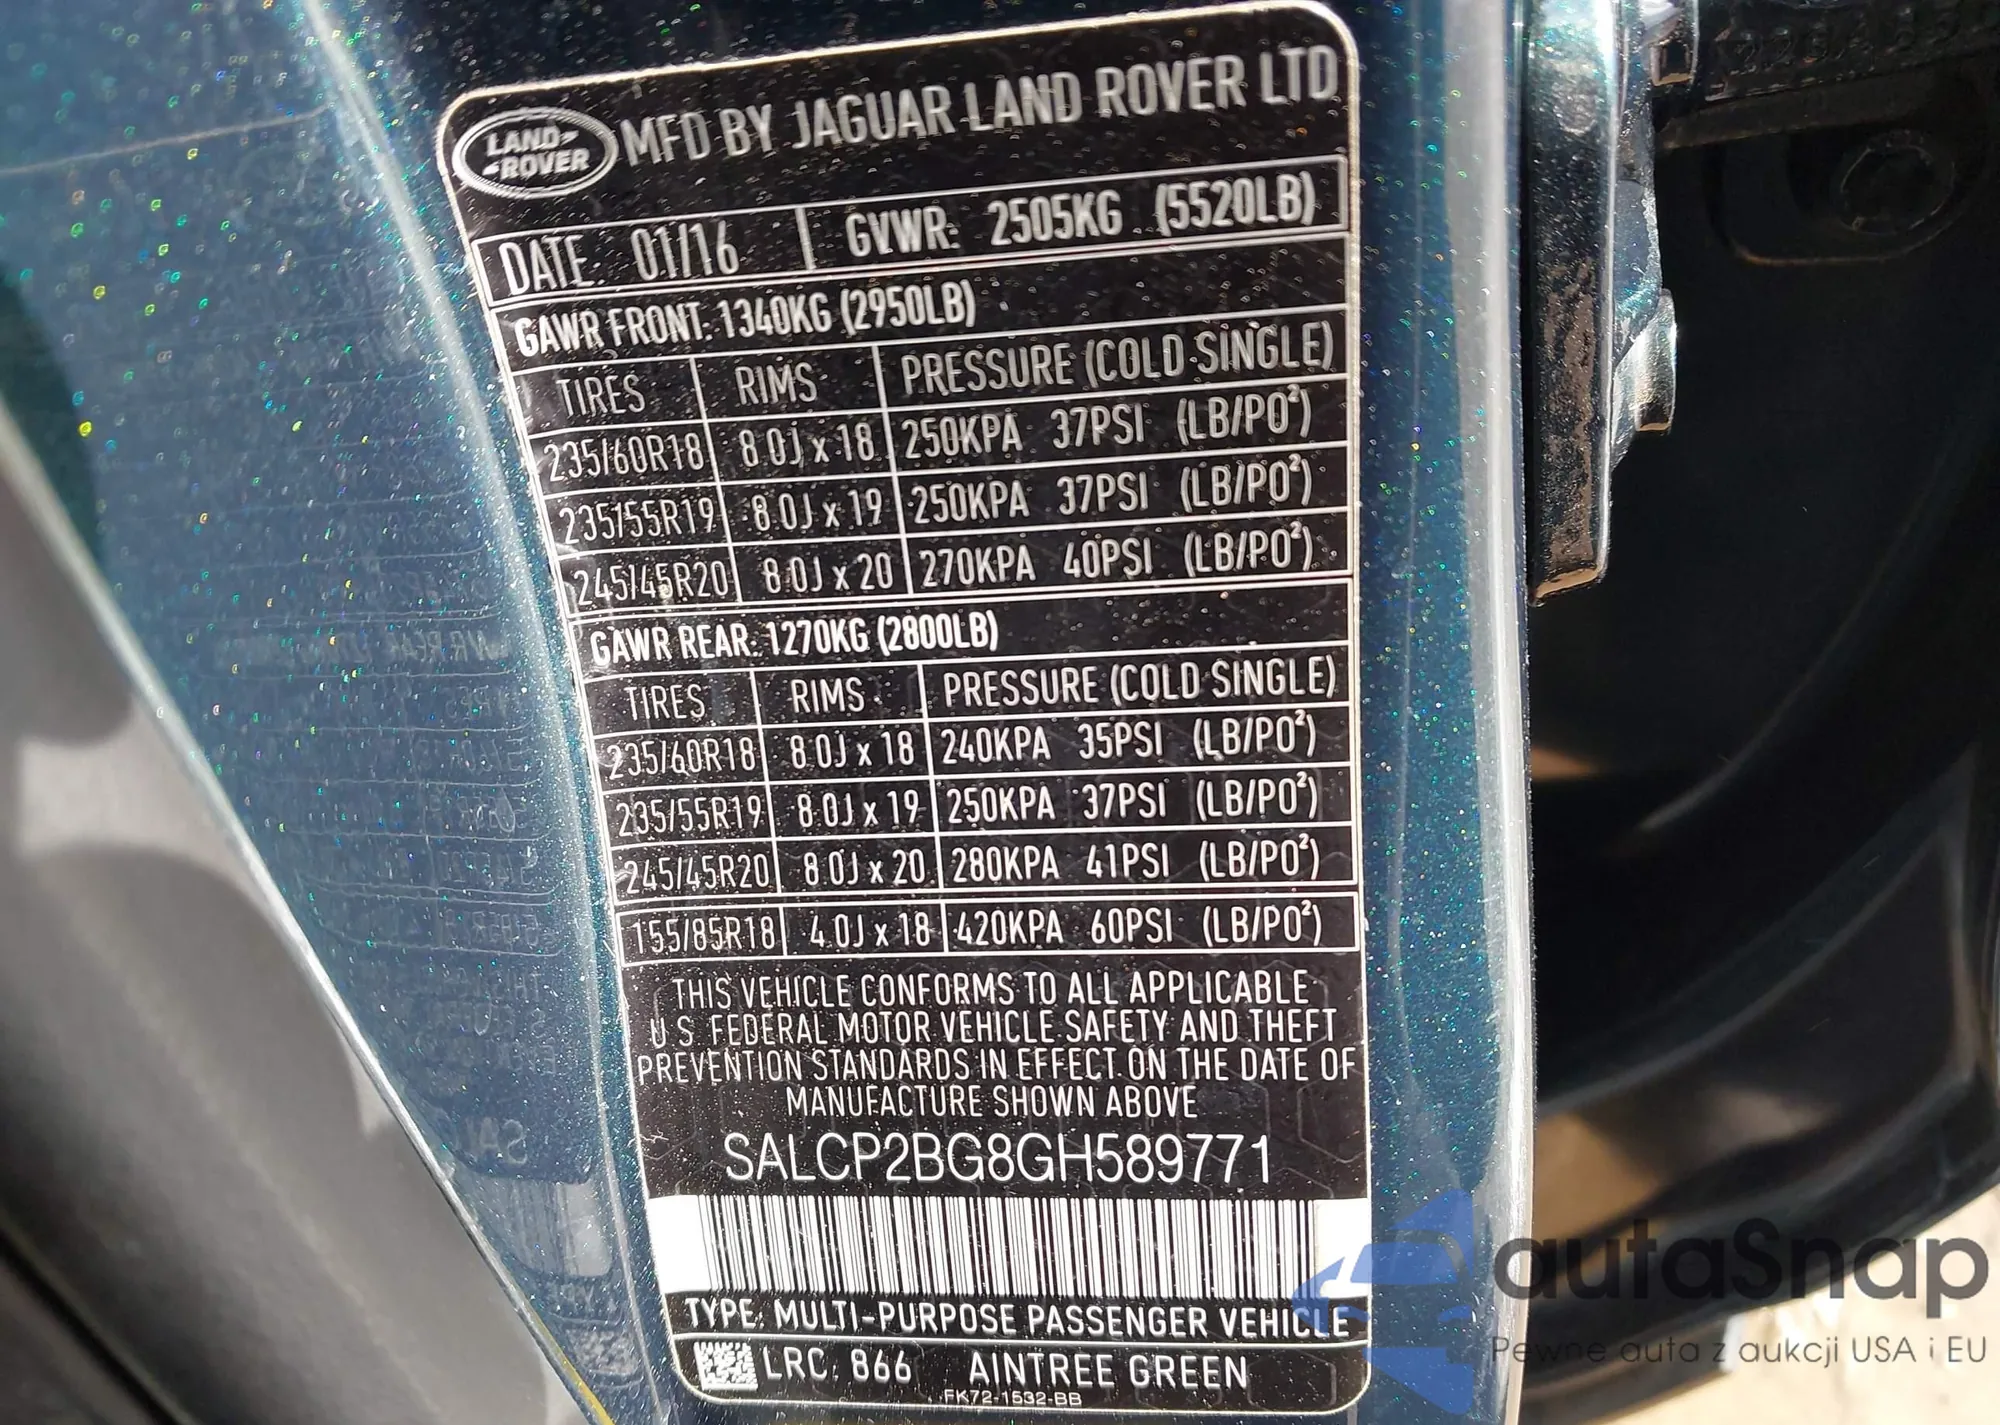 LAND-
-ROVER
MFD BY JAGUAR LAND ROVER LTD
DATE: 01/16 GVWR: 2505KG (5520LB)
GAWR FRONT: 1340KG (2950LB)
TIRES RIMS PRESSURE (COLD SINGLE)
235/60R18 8.0J x 18 250KPA 37PSI (LB/PO²)
235/55R19 8.0J x 19 250KPA 37PSI (LB/PO²)
245/45R20 8.0J x 20 270KPA 40PSI (LB/PO²)
GAWR REAR: 1270KG (2800LB)
TIRES RIMS PRESSURE (COLD SINGLE)
235/60R18 8.0J x 18 240KPA 35PSI (LB/PO²)
235/55R19 8.0J x 19 250KPA 37PSI (LB/PO²)
245/45R20 8.0J x 20 280KPA 41PSI (LB/PO²)
155/85R18 4.0J x 18 420KPA 60PSI (LB/PO²)
THIS VEHICLE CONFORMS TO ALL APPLICABLE
U S FEDERAL MOTOR VEHICLE SAFETY AND THEFT
PREVENTION STANDARDS IN EFFECT ON THE DATE OF
MANUFACTURE SHOWN ABOVE
SALCP2BG8GH589771
TYPE: MULTI-PURPOSE PASSENGER VEHICLE
LRC: 866 AINTREE GREEN
FK72-1532-BB
autaSnap
Pewne auta z aukcji USA i EU